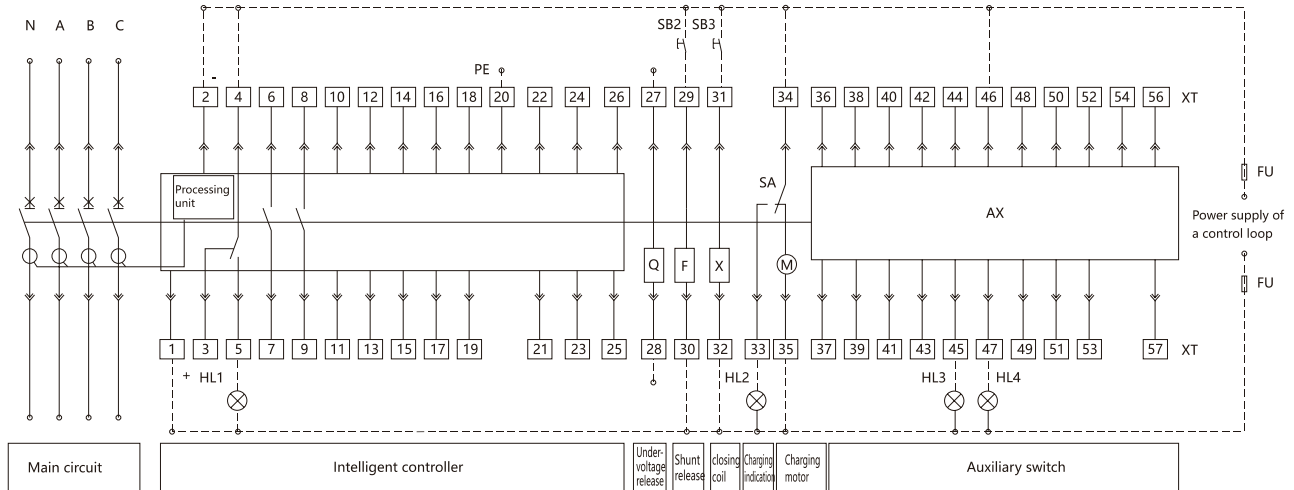 N A B C
SB2 SB3
-
PE
2 4 6 8 10 12 14 16 18 20 22 24 26 27 29 31 34 36 38 40 42 44 46 48 50 52 54 56 XT
FU
Processing
unit
SA
AX
Power supply of
a control loop
Q F X M
FU
1 3 5 7 9 11 13 15 17 19 21 23 25 28 30 32 33 35 37 39 41 43 45 47 49 51 53 57 XT
+ HL1 HL2 HL3 HL4
Main circuit
Intelligent controller
Under-
voltage
release
Shunt
release
closing
coil
Charging
indication
Charging
motor
Auxiliary switch